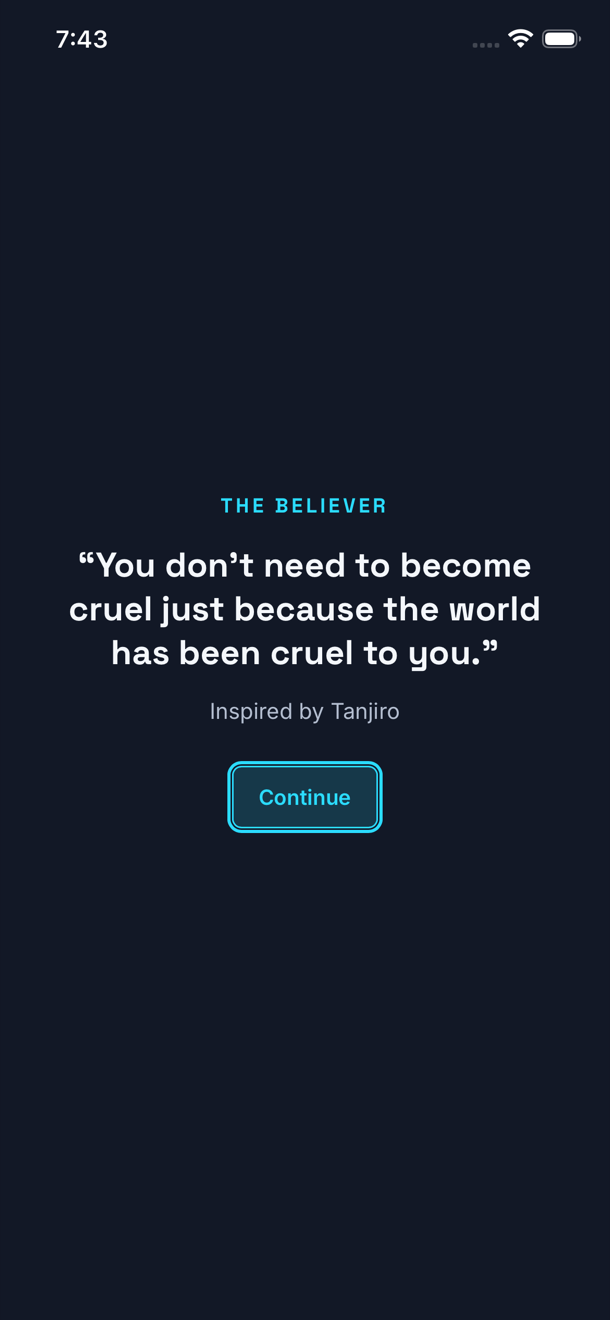 7:43
THE BELIEVER
“You don’t need to become
cruel just because the world
has been cruel to you.”
Inspired by Tanjiro
Continue